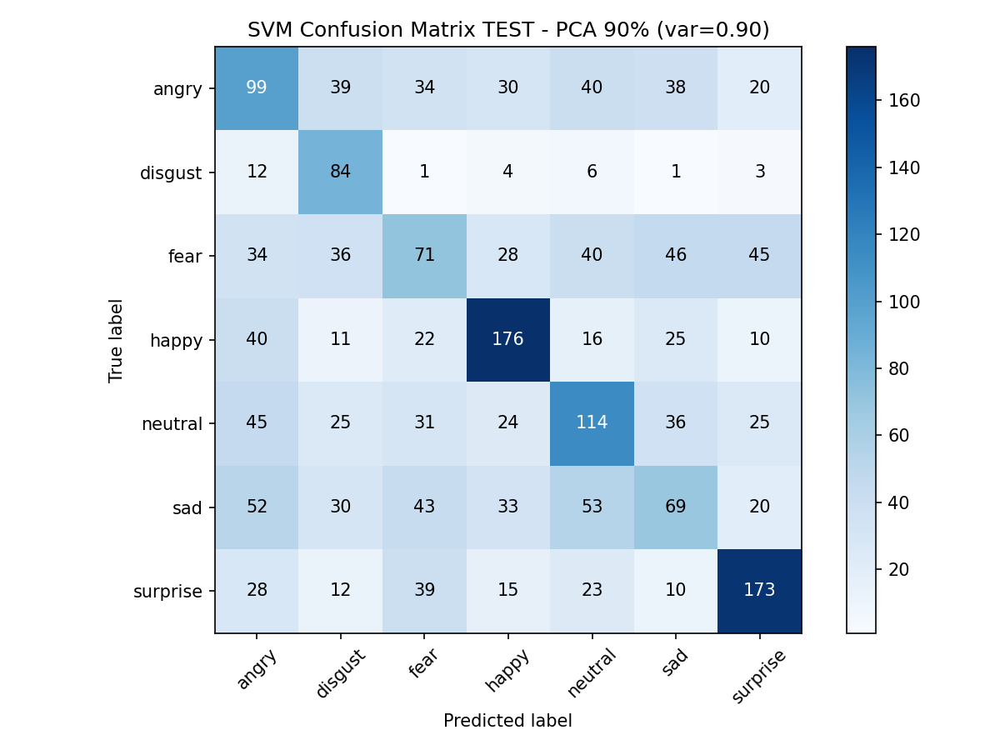 SVM Confusion Matrix TEST - PCA 90% (var=0.90)
angry 99 39 34 30 40 38 20
disgust 12 84 1 4 6 1 3
fear 34 36 71 28 40 46 45
happy 40 11 22 176 16 25 10
neutral 45 25 31 24 114 36 25
sad 52 30 43 33 53 69 20
surprise 28 12 39 15 23 10 173
True label
angry disgust fear happy neutral sad surprise
Predicted label
160
140
120
100
80
60
40
20